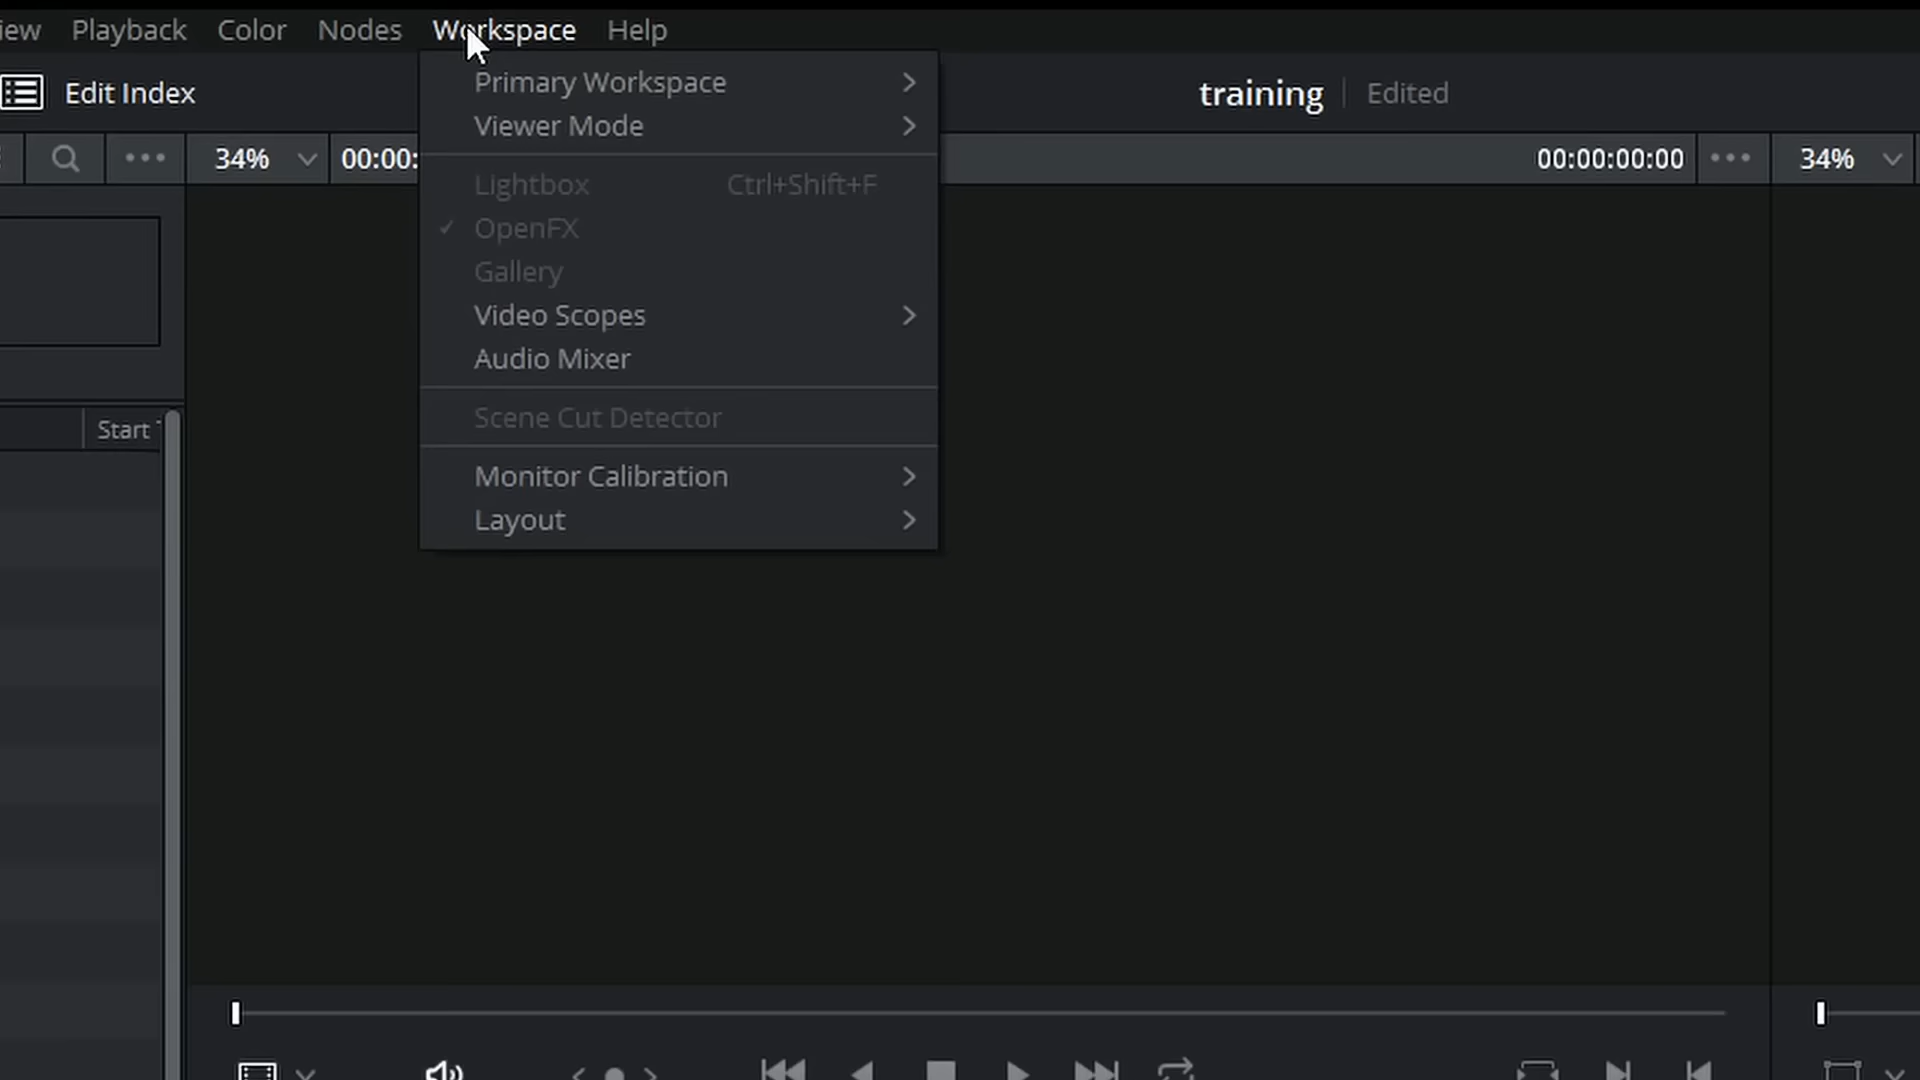 iew Playback Color Nodes Workspace Help
Edit Index
training Edited
34% 00:00: 00:00:00:00 34%
Primary Workspace
Viewer Mode
Lightbox Ctrl+Shift+F
OpenFX
Gallery
Video Scopes
Audio Mixer
Scene Cut Detector
Monitor Calibration
Layout
Start